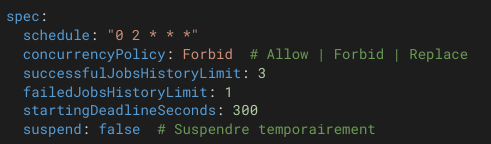 spec:
  schedule: "0 2 * * *"
  concurrencyPolicy: Forbid  # Allow | Forbid | Replace
  successfulJobsHistoryLimit: 3
  failedJobsHistoryLimit: 1
  startingDeadlineSeconds: 300
  suspend: false  # Suspendre temporairement